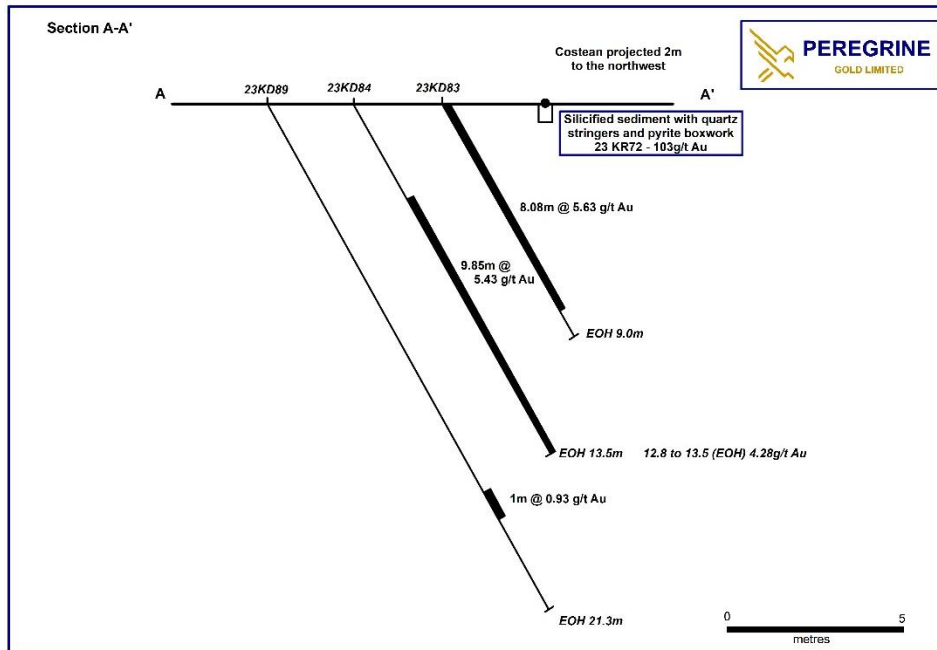 Section A-A'
PEREGRINE
GOLD LIMITED
Costean projected 2m
to the northwest
A
23KD89
23KD84
23KD83
A'
Silicified sediment with quartz
stringers and pyrite boxwork
23 KR72 - 103g/t Au
8.08m @ 5.63 g/t Au
9.85m @
5.43 g/t Au
EOH 9.0m
EOH 13.5m
12.8 to 13.5 (EOH) 4.28g/t Au
1m @ 0.93 g/t Au
EOH 21.3m
0
5
metres